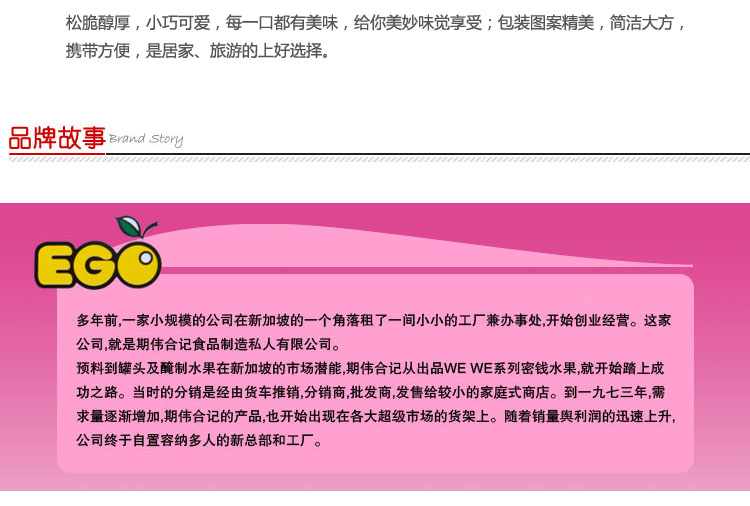 松脆醇厚，小巧可爱，每一口都有美味，给你美妙味觉享受；包装图案精美，简洁大方，
携带方便，是居家、旅游的上好选择。
品牌故事 Brand Story
EGO
多年前,一家小规模的公司在新加坡的一个角落租了一间小小的工厂兼办事处,开始创业经营。这家
公司,就是期伟合记食品制造私人有限公司。
预料到罐头及醃制水果在新加坡的市场潜能,期伟合记从出品WE WE系列密钱水果,就开始踏上成
功之路。当时的分销是经由货车推销,分销商,批发商,发售给较小的家庭式商店。到一九七三年,需
求量逐渐增加,期伟合记的产品,也开始出现在各大超级市场的货架上。随着销量舆利润的迅速上升,
公司终于自置容纳多人的新总部和工厂。